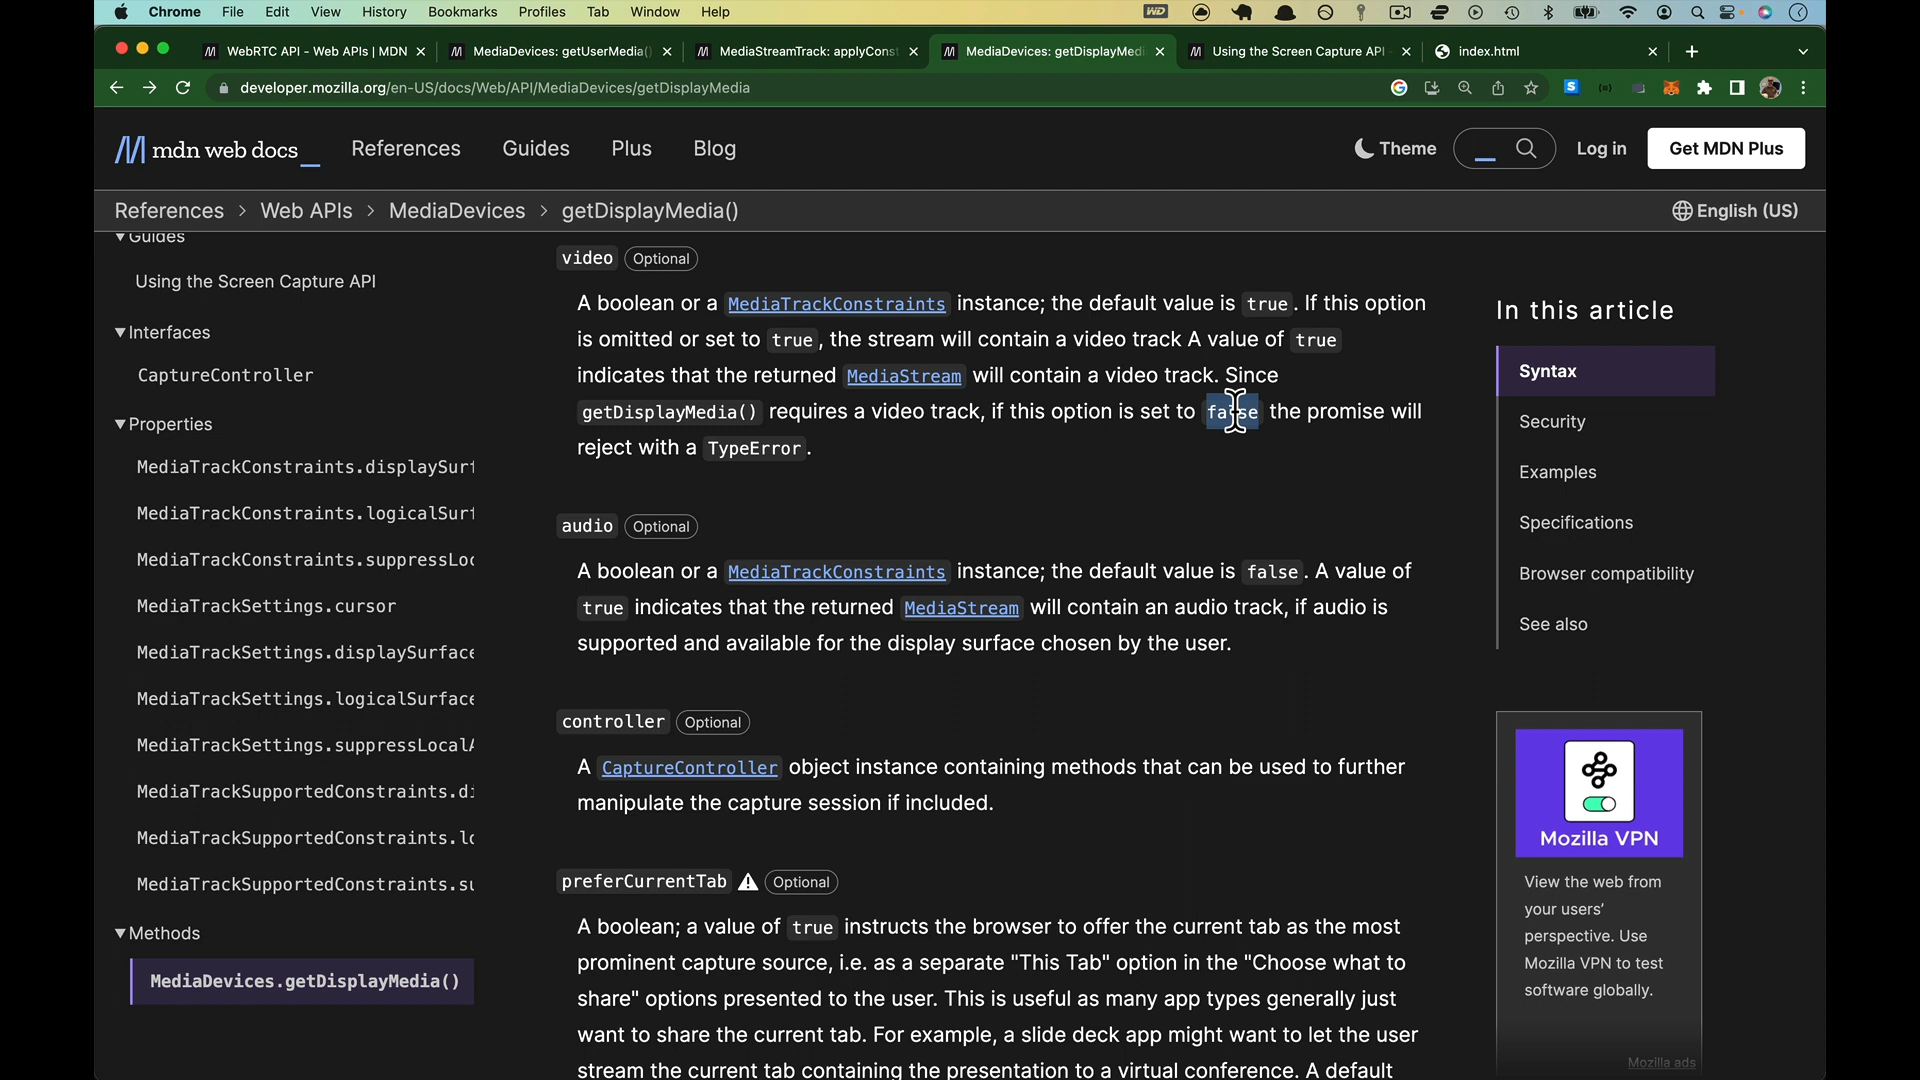 Chrome File Edit View History Bookmarks Profiles Tab Window Help
WebRTC API - Web APIs | MDN MediaDevices: getUserMedia() MediaStreamTrack: applyConst MediaDevices: getDisplayMedi Using the Screen Capture API - index.html
developer.mozilla.org/en-US/docs/Web/API/MediaDevices/getDisplayMedia
mdn web docs_ References Guides Plus Blog Theme Log in Get MDN Plus
References > Web APIs > MediaDevices > getDisplayMedia() English (US)
Guides
Using the Screen Capture API
Interfaces
CaptureController
Properties
MediaTrackConstraints.displaySurf
MediaTrackConstraints.logicalSurf
MediaTrackConstraints.suppressLoc
MediaTrackSettings.cursor
MediaTrackSettings.displaySurface
MediaTrackSettings.logicalSurface
MediaTrackSettings.suppressLocalA
MediaTrackSupportedConstraints.di
MediaTrackSupportedConstraints.lo
MediaTrackSupportedConstraints.su
Methods
MediaDevices.getDisplayMedia()
video Optional
A boolean or a MediaTrackConstraints instance; the default value is true. If this option
is omitted or set to true, the stream will contain a video track A value of true
indicates that the returned MediaStream will contain a video track. Since
getDisplayMedia() requires a video track, if this option is set to false the promise will
reject with a TypeError.
audio Optional
A boolean or a MediaTrackConstraints instance; the default value is false. A value of
true indicates that the returned MediaStream will contain an audio track, if audio is
supported and available for the display surface chosen by the user.
controller Optional
A CaptureController object instance containing methods that can be used to further
manipulate the capture session if included.
preferCurrentTab Optional
A boolean; a value of true instructs the browser to offer the current tab as the most
prominent capture source, i.e. as a separate "This Tab" option in the "Choose what to
share" options presented to the user. This is useful as many app types generally just
want to share the current tab. For example, a slide deck app might want to let the user
stream the current tab containing the presentation to a virtual conference. A default
In this article
Syntax
Security
Examples
Specifications
Browser compatibility
See also
Mozilla VPN
View the web from
your users'
perspective. Use
Mozilla VPN to test
software globally.
Mozilla ads